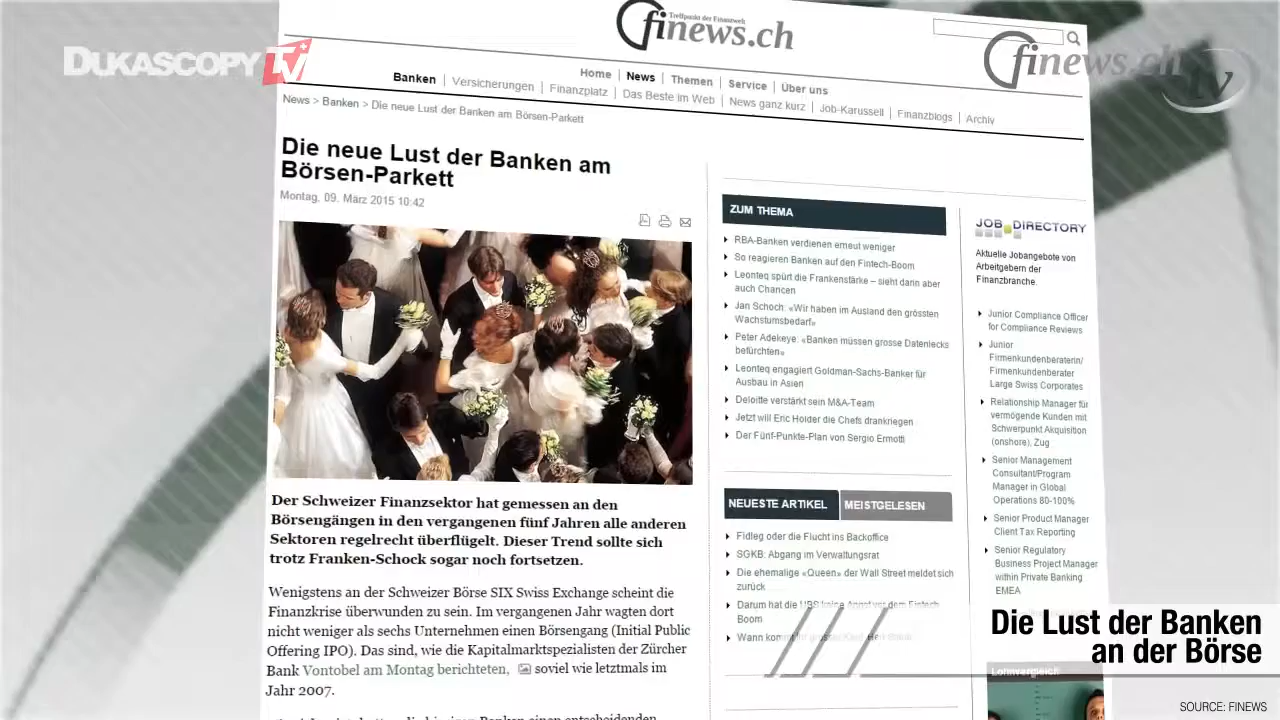 DUKASCOPY TV
Treffpunkt der Finanzwelt
finews.ch
finews.ch tv
Home | News | Themen | Service | Über uns
Banken | Versicherungen | Finanzplatz | Das Beste im Web | News ganz kurz | Job-Karussell | Finanzblogs | Archiv
News > Banken > Die neue Lust der Banken am Börsen-Parkett
Die neue Lust der Banken am
Börsen-Parkett
Montag, 09. März 2015 10:42
Der Schweizer Finanzsektor hat gemessen an den
Börsengängen in den vergangenen fünf Jahren alle anderen
Sektoren regelrecht überflügelt. Dieser Trend sollte sich
trotz Franken-Schock sogar noch fortsetzen.
Wenigstens an der Schweizer Börse SIX Swiss Exchange scheint die
Finanzkrise überwunden zu sein. Im vergangenen Jahr wagten dort
nicht weniger als sechs Unternehmen einen Börsengang (Initial Public
Offering IPO). Das sind, wie die Kapitalmarktspezialisten der Zürcher
Bank Vontobel am Montag berichteten, soviel wie letztmals im
Jahr 2007.
ZUM THEMA
RBA-Banken verdienen erneut weniger
So reagieren Banken auf den Fintech-Boom
Leonteq spürt die Frankenstärke – sieht darin aber
auch Chancen
Jan Schoch: «Wir haben im Ausland den grössten
Wachstumsbedarf»
Peter Adekeye: «Banken müssen grosse Datenlecks
befürchten»
Leonteq engagiert Goldman-Sachs-Banker für
Ausbau in Asien
Deloitte verstärkt sein M&A-Team
Jetzt will Eric Holder die Chefs drankriegen
Der Fünf-Punkte-Plan von Sergio Ermotti
NEUESTE ARTIKEL
MEISTGELESEN
Fidleg oder die Flucht ins Backoffice
SGKB: Abgang im Verwaltungsrat
Die ehemalige «Queen» der Wall Street meldet sich
zurück
Darum hat die UBS keine Angst vor dem Fintech
Boom
JOB DIRECTORY
Aktuelle Jobangebote von
Arbeitgebern der
Finanzbranche.
Junior Compliance Officer
for Compliance Reviews
Junior
Firmenkundenberaterin/
Firmenkundenberater
Large Swiss Corporates
Relationship Manager für
vermögende Kunden mit
Schwerpunkt Akquisition
(onshore), Zug
Senior Management
Consultant/Program
Manager in Global
Operations 80-100%
Senior Product Manager
Client Tax Reporting
Senior Regulatory
Business Project Manager
within Private Banking
EMEA
Lohnvergleich
Die Lust der Banken
an der Börse
SOURCE: FINEWS